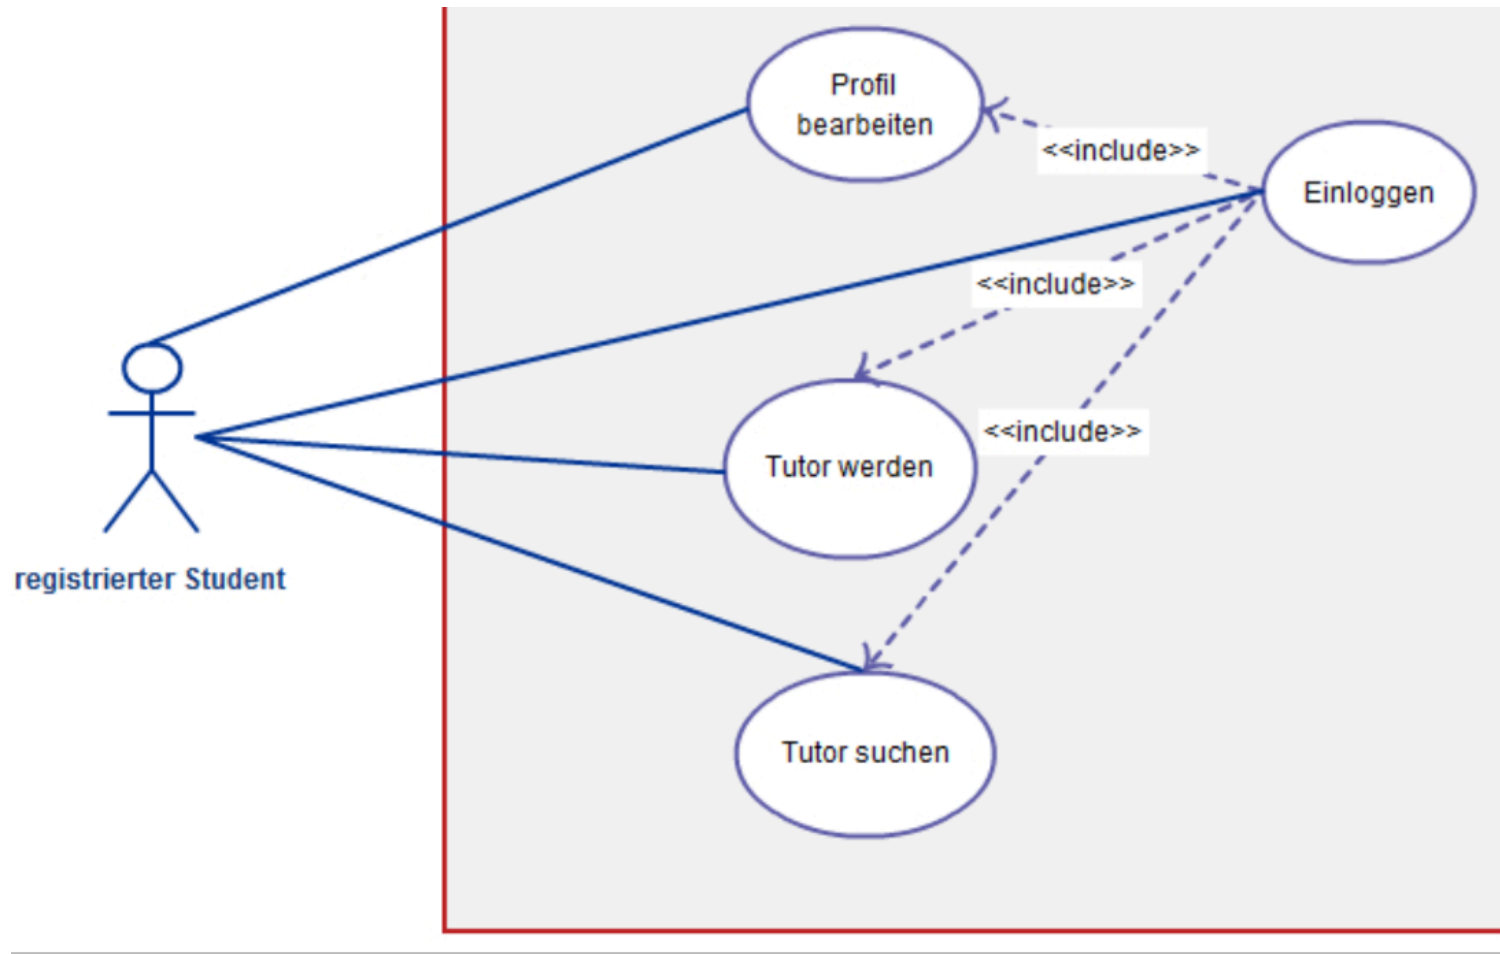 Profil
bearbeiten
<<include>>
Einloggen
<<include>>
<<include>>
Tutor werden
registrierter Student
Tutor suchen